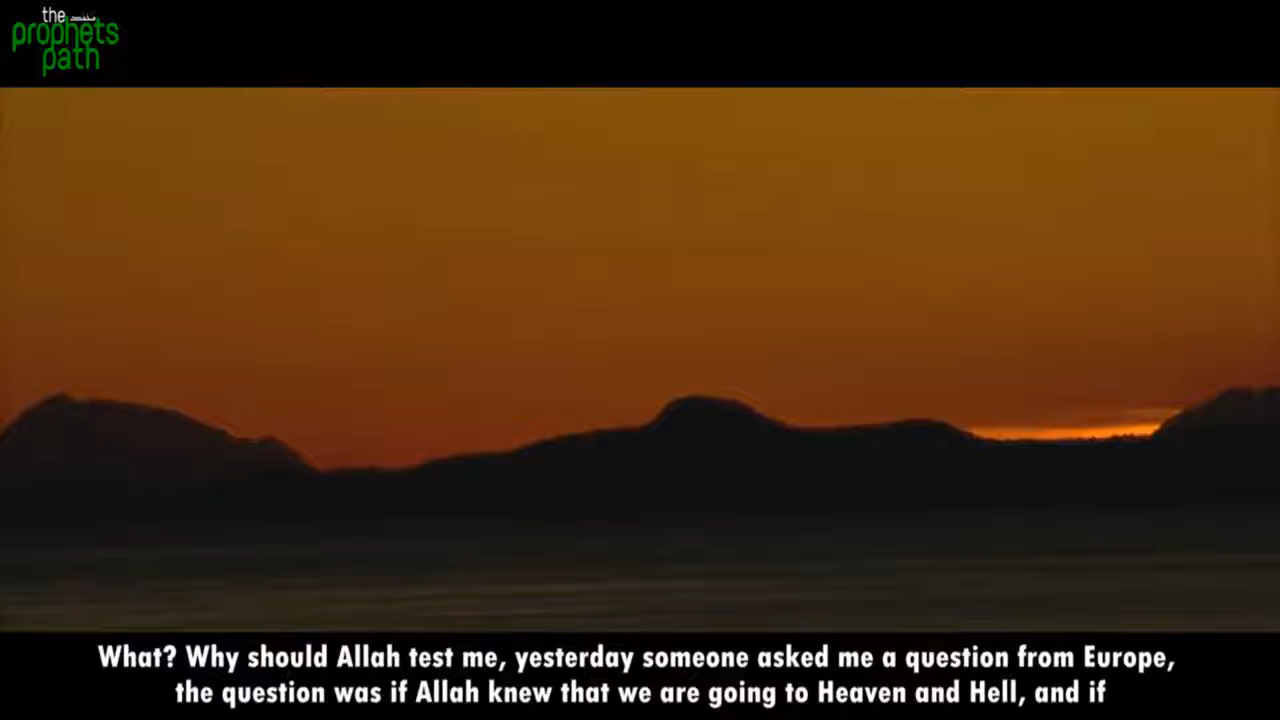 the محمد
prophets
path
What? Why should Allah test me, yesterday someone asked me a question from Europe,
the question was if Allah knew that we are going to Heaven and Hell, and if